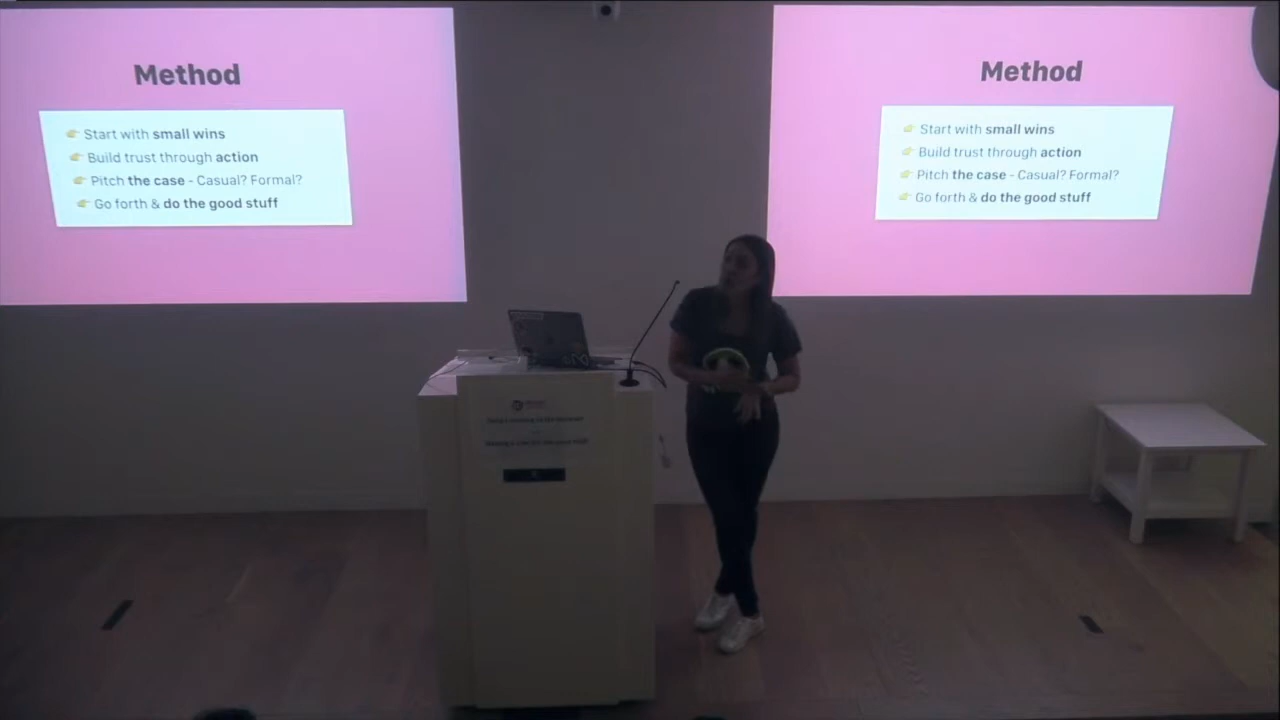 Method
👉 Start with small wins
👉 Build trust through action
👉 Pitch the case - Casual? Formal?
👉 Go forth & do the good stuff
Method
👉 Start with small wins
👉 Build trust through action
👉 Pitch the case - Casual? Formal?
👉 Go forth & do the good stuff